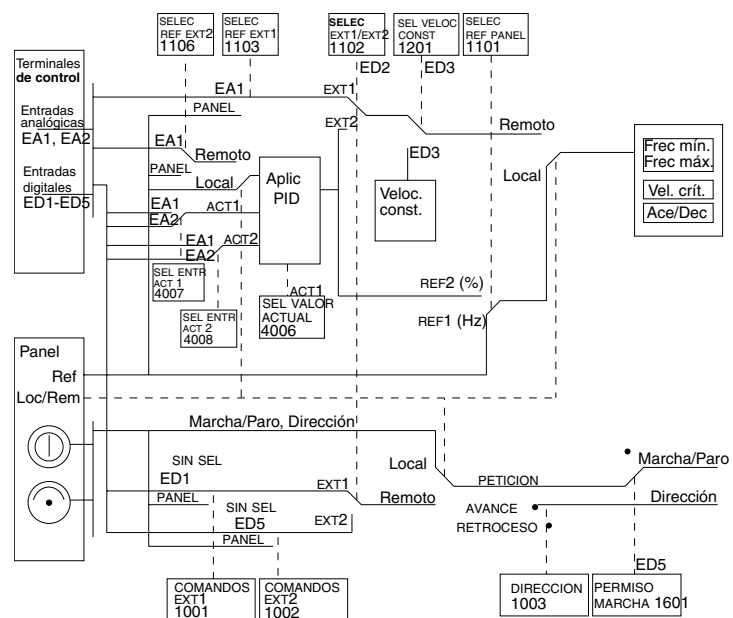 SELEC
REF EXT2
1106
SELEC
REF EXT1
1103
SELEC
EXT1/EXT2
1102
SEL VELOC
CONST
1201
SELEC
REF PANEL
1101
ED2
ED3
Terminales
de control
Entradas
analógicas
EA1, EA2
Entradas
digitales
ED1-ED5
EA1
EXT1
PANEL
EXT2
Remoto
EA1
Remoto
PANEL
Local
EA1
ACT1
EA2
EA1
ACT2
EA2
Aplic
PID
ED3
Veloc.
const.
Local
Frec mín.
Frec máx.
Vel. crít.
Ace/Dec
SEL ENTR
ACT 1
4007
SEL ENTR
ACT 2
4008
ACT1
SEL VALOR
ACTUAL
4006
REF2 (%)
REF1 (Hz)
Panel
Ref
Loc/Rem
Marcha/Paro, Dirección
SIN SEL
ED1
EXT1
PANEL
SIN SEL
ED5
EXT2
PANEL
Local
Remoto
PETICION
Marcha/Paro
AVANCE
Dirección
RETROCESO
ED5
COMANDOS
EXT1
1001
COMANDOS
EXT2
1002
DIRECCION
1003
PERMISO
MARCHA 1601